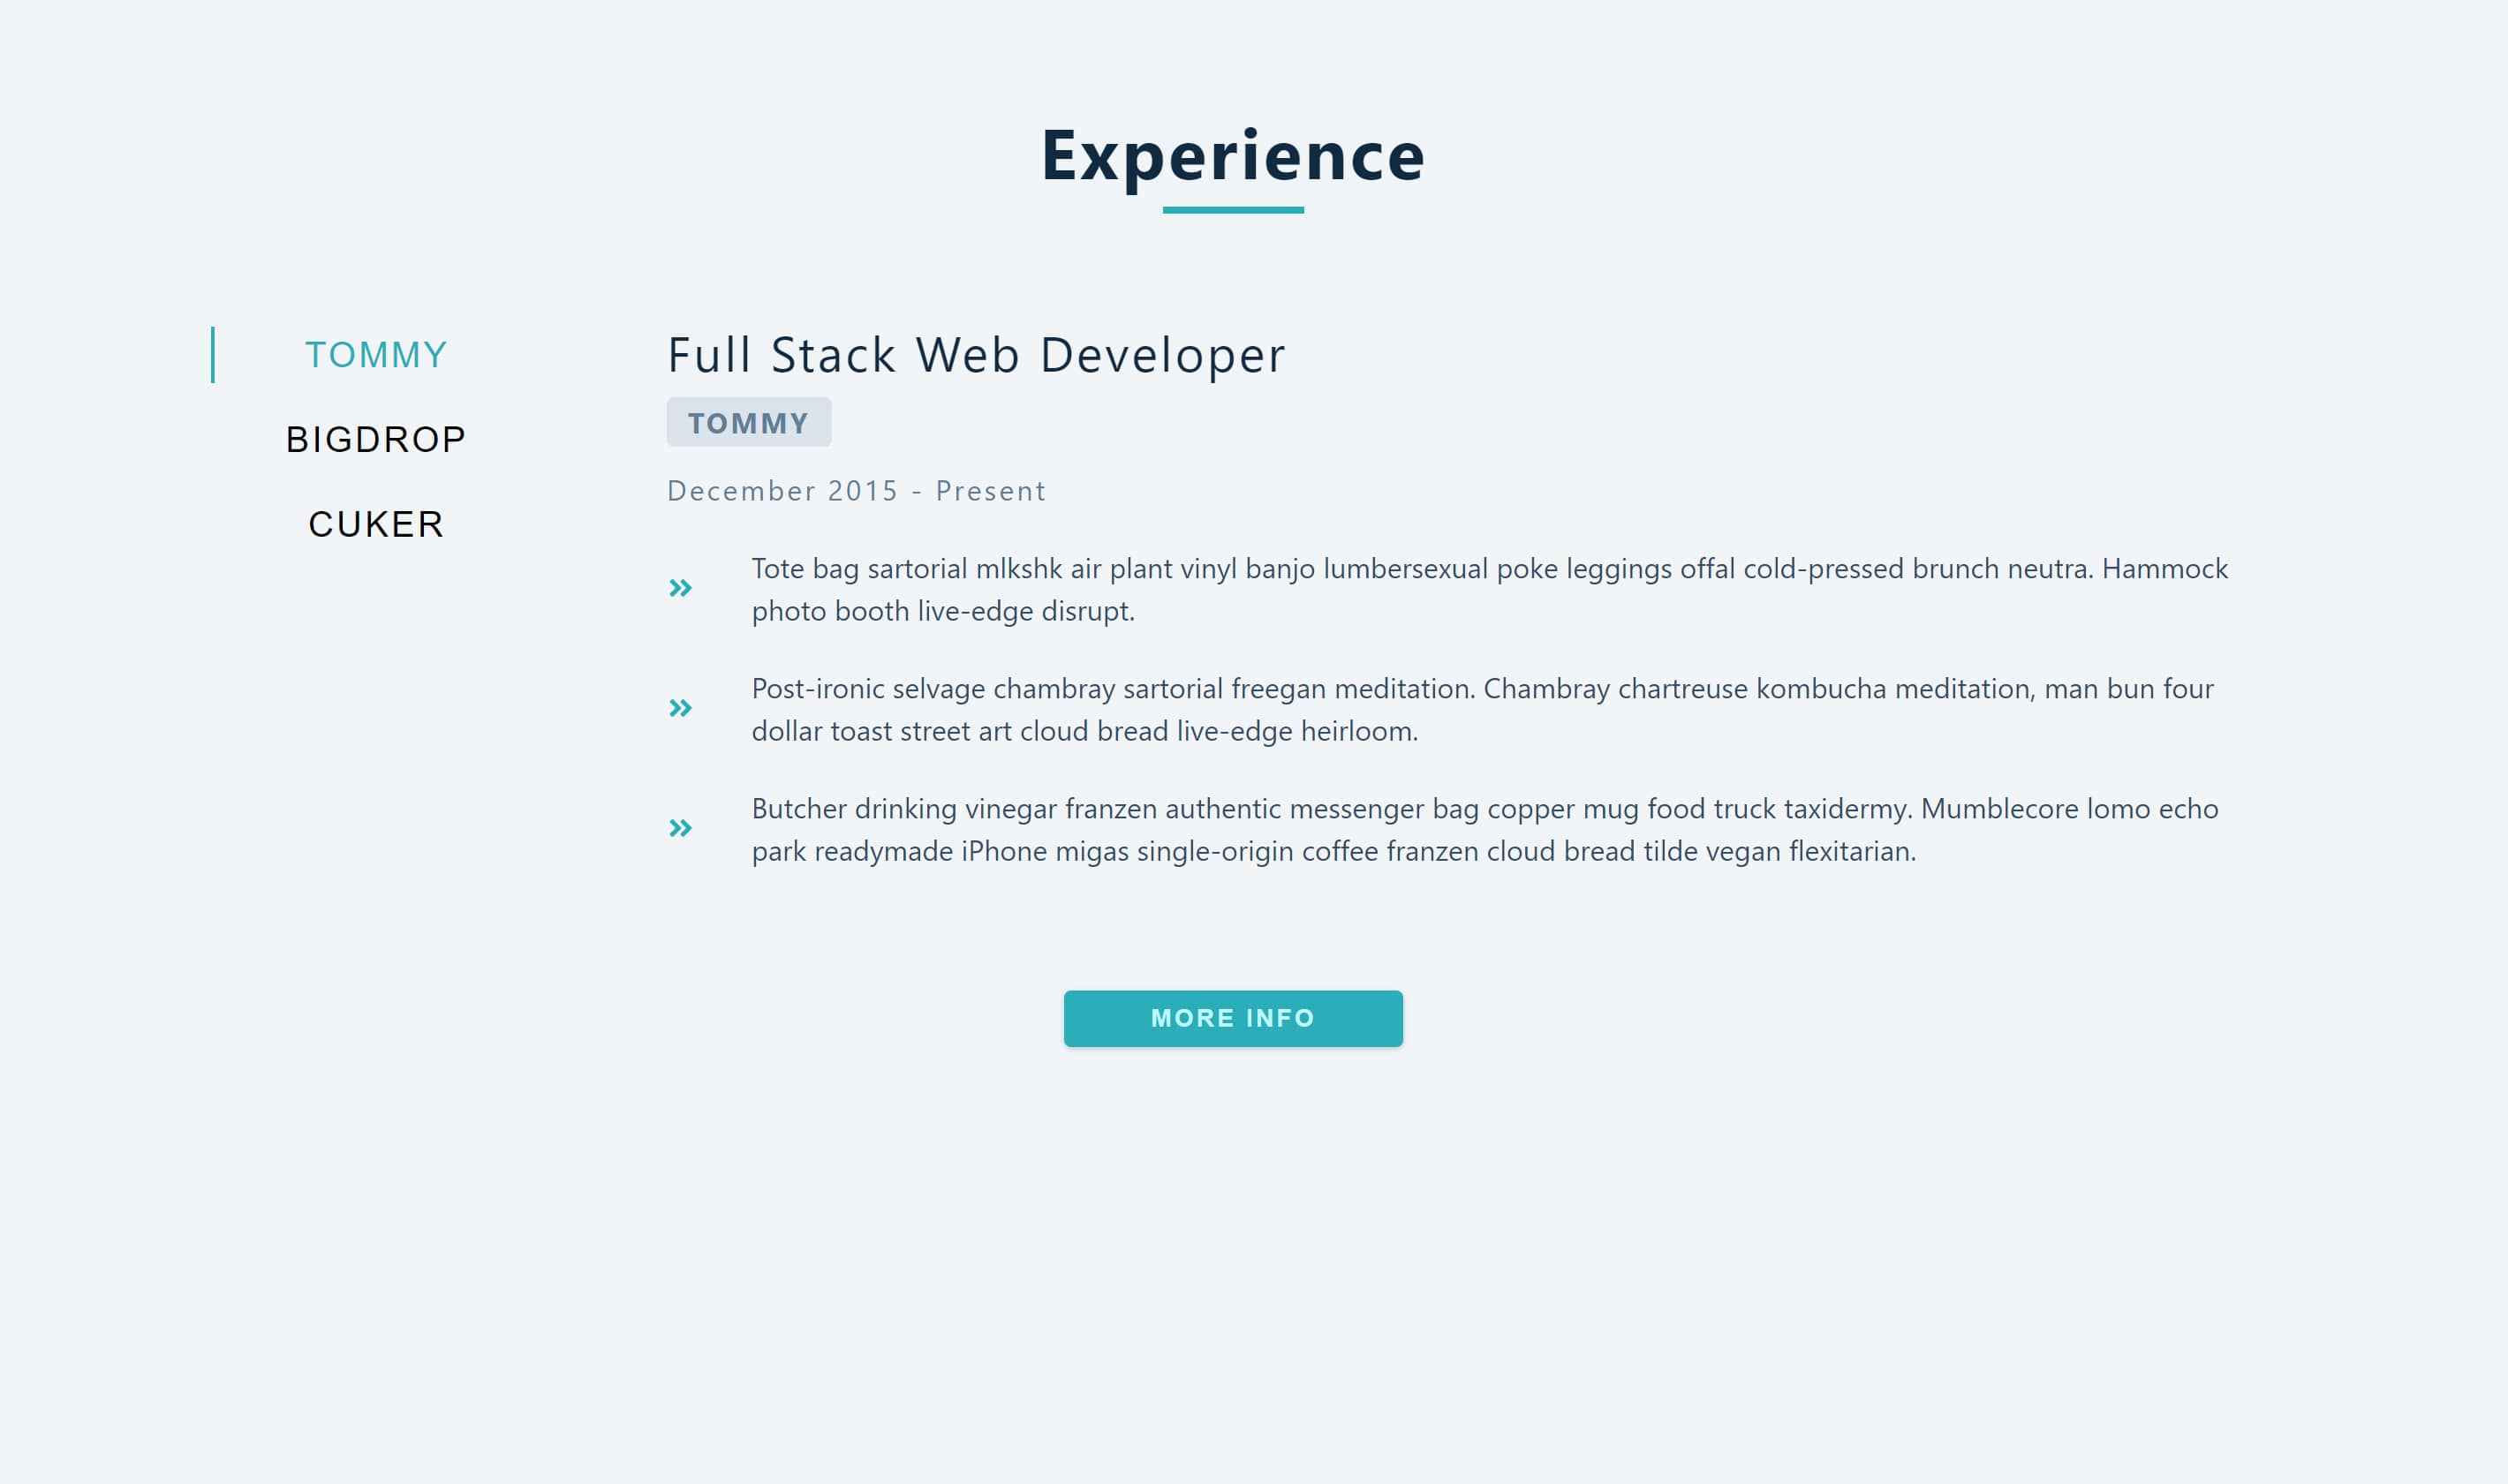 Experience
TOMMY
BIGDROP
CUKER
Full Stack Web Developer
TOMMY
December 2015 - Present
Tote bag sartorial mlkshk air plant vinyl banjo lumbersexual poke leggings offal cold-pressed brunch neutra. Hammock
photo booth live-edge disrupt.
Post-ironic selvage chambray sartorial freegan meditation. Chambray chartreuse kombucha meditation, man bun four
dollar toast street art cloud bread live-edge heirloom.
Butcher drinking vinegar franzen authentic messenger bag copper mug food truck taxidermy. Mumblecore lomo echo
park readymade iPhone migas single-origin coffee franzen cloud bread tilde vegan flexitarian.
MORE INFO